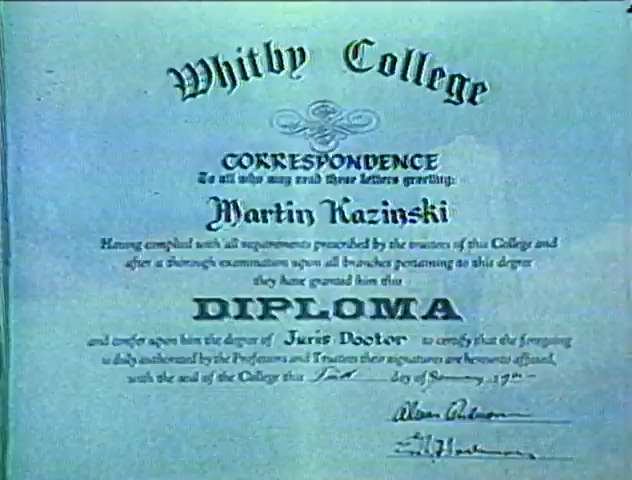 Whitby College
CORRESPONDENCE
To all who may read these letters greeting:
Martin Kazinski
Having complied with all requirements prescribed by the trustees of this College and
after a thorough examination upon all branches pertaining to this degree
they have granted him this
DIPLOMA
and confer upon him the degree of Juris Doctor to certify that the foregoing
is duly authorized by the Professors and Trustees their signatures are hereunto affixed,
with the seal of the College this day of